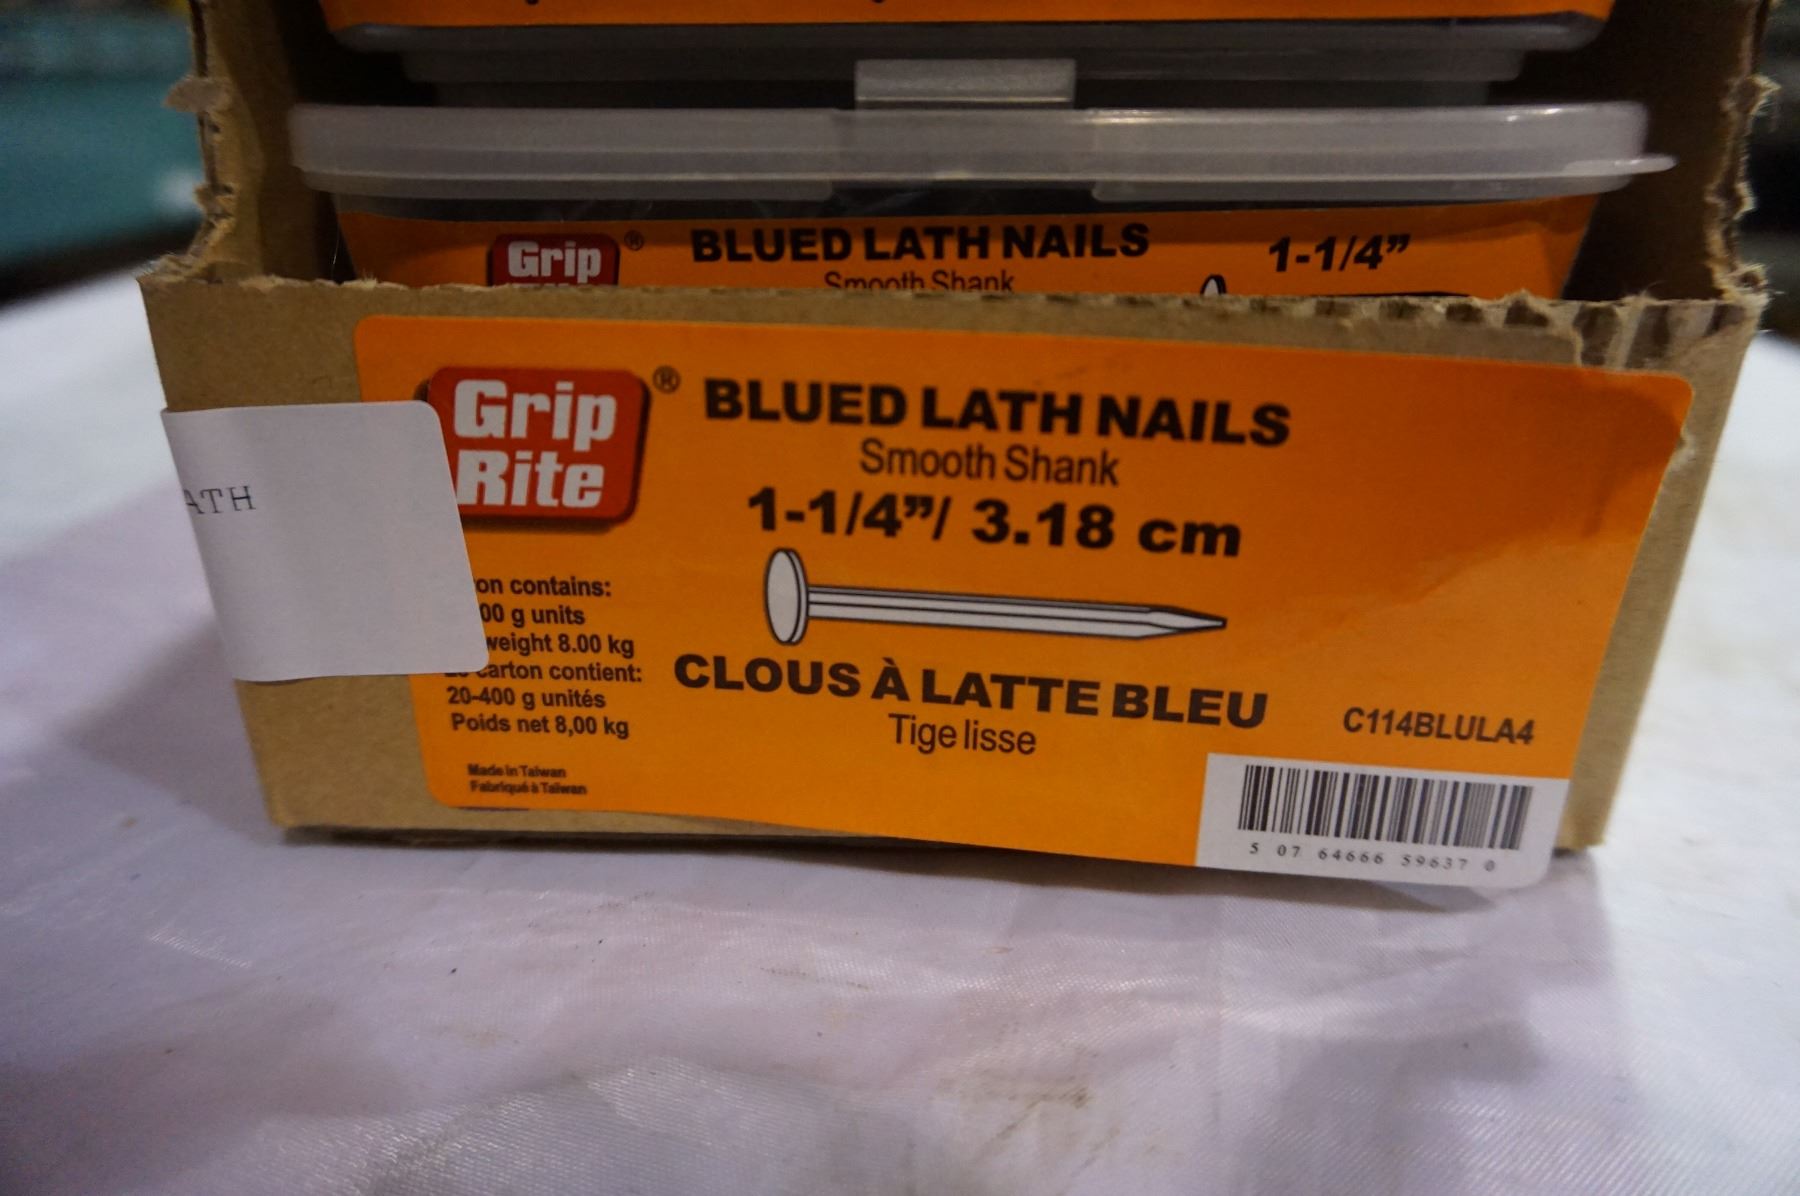 Grip ®
BLUED LATH NAILS
1-1/4”
Smooth Shank
ATH
Grip ®
Rite
BLUED LATH NAILS
Smooth Shank
1-1/4”/ 3.18 cm
on contains:
00 g units
weight 8.00 kg
carton contient:
20-400 g unités
Poids net 8,00 kg
Made in Taiwan
Fabriqué à Taiwan
CLOUS À LATTE BLEU
Tige lisse
C114BLULA4
5 07 64666 59637 0